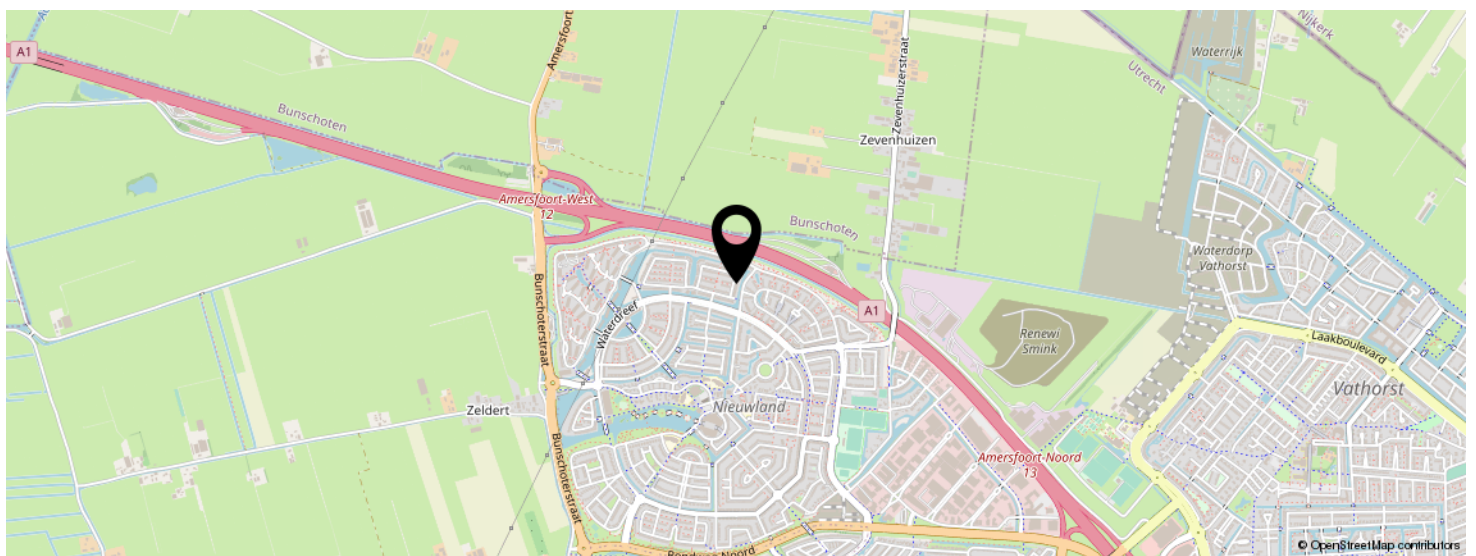 Amersfoort
Nijkerk
Waterrijk
Utrecht
A1
Bunschoten
Zevenhuizerstraat
Zevenhuizen
Amersfoort-West
12
Bunschoten
Waterdorp
Vathorst
Bunschoterstraat
Waterdreef
A1
Renewi
Smink
Laakboulevard
Vathorst
Zeldert
Nieuwland
Bunschoterstraat
Amersfoort-Noord
13
© OpenStreetMap contributors